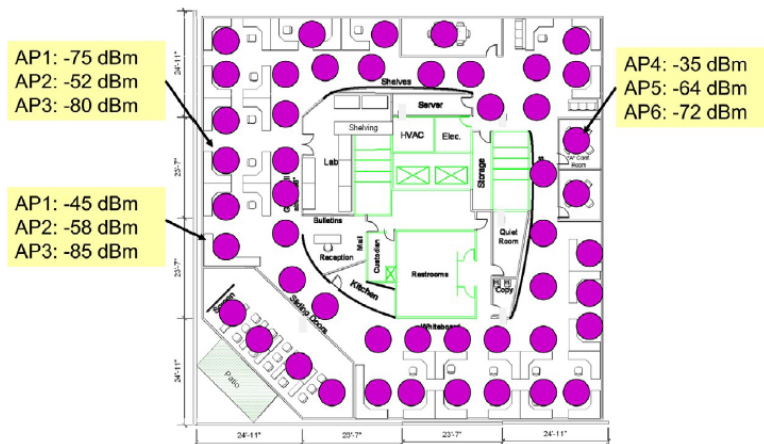 AP1: -75 dBm
AP2: -52 dBm
AP3: -80 dBm
AP1: -45 dBm
AP2: -58 dBm
AP3: -85 dBm
AP4: -35 dBm
AP5: -64 dBm
AP6: -72 dBm
24'-11"
23'-7"
23'-7"
24'-11"
Shelves
Server
Shelving
HVAC
Elec.
Lab
Storage
"A" Conf.
Room
Bulletins
Mail
Reception
Custodian
Quiet
Room
Restrooms
Kitchen
Copy
Screen
Sliding Doors
Whiteboard
Patio
24'-11"
23'-7"
23'-7"
24'-11"